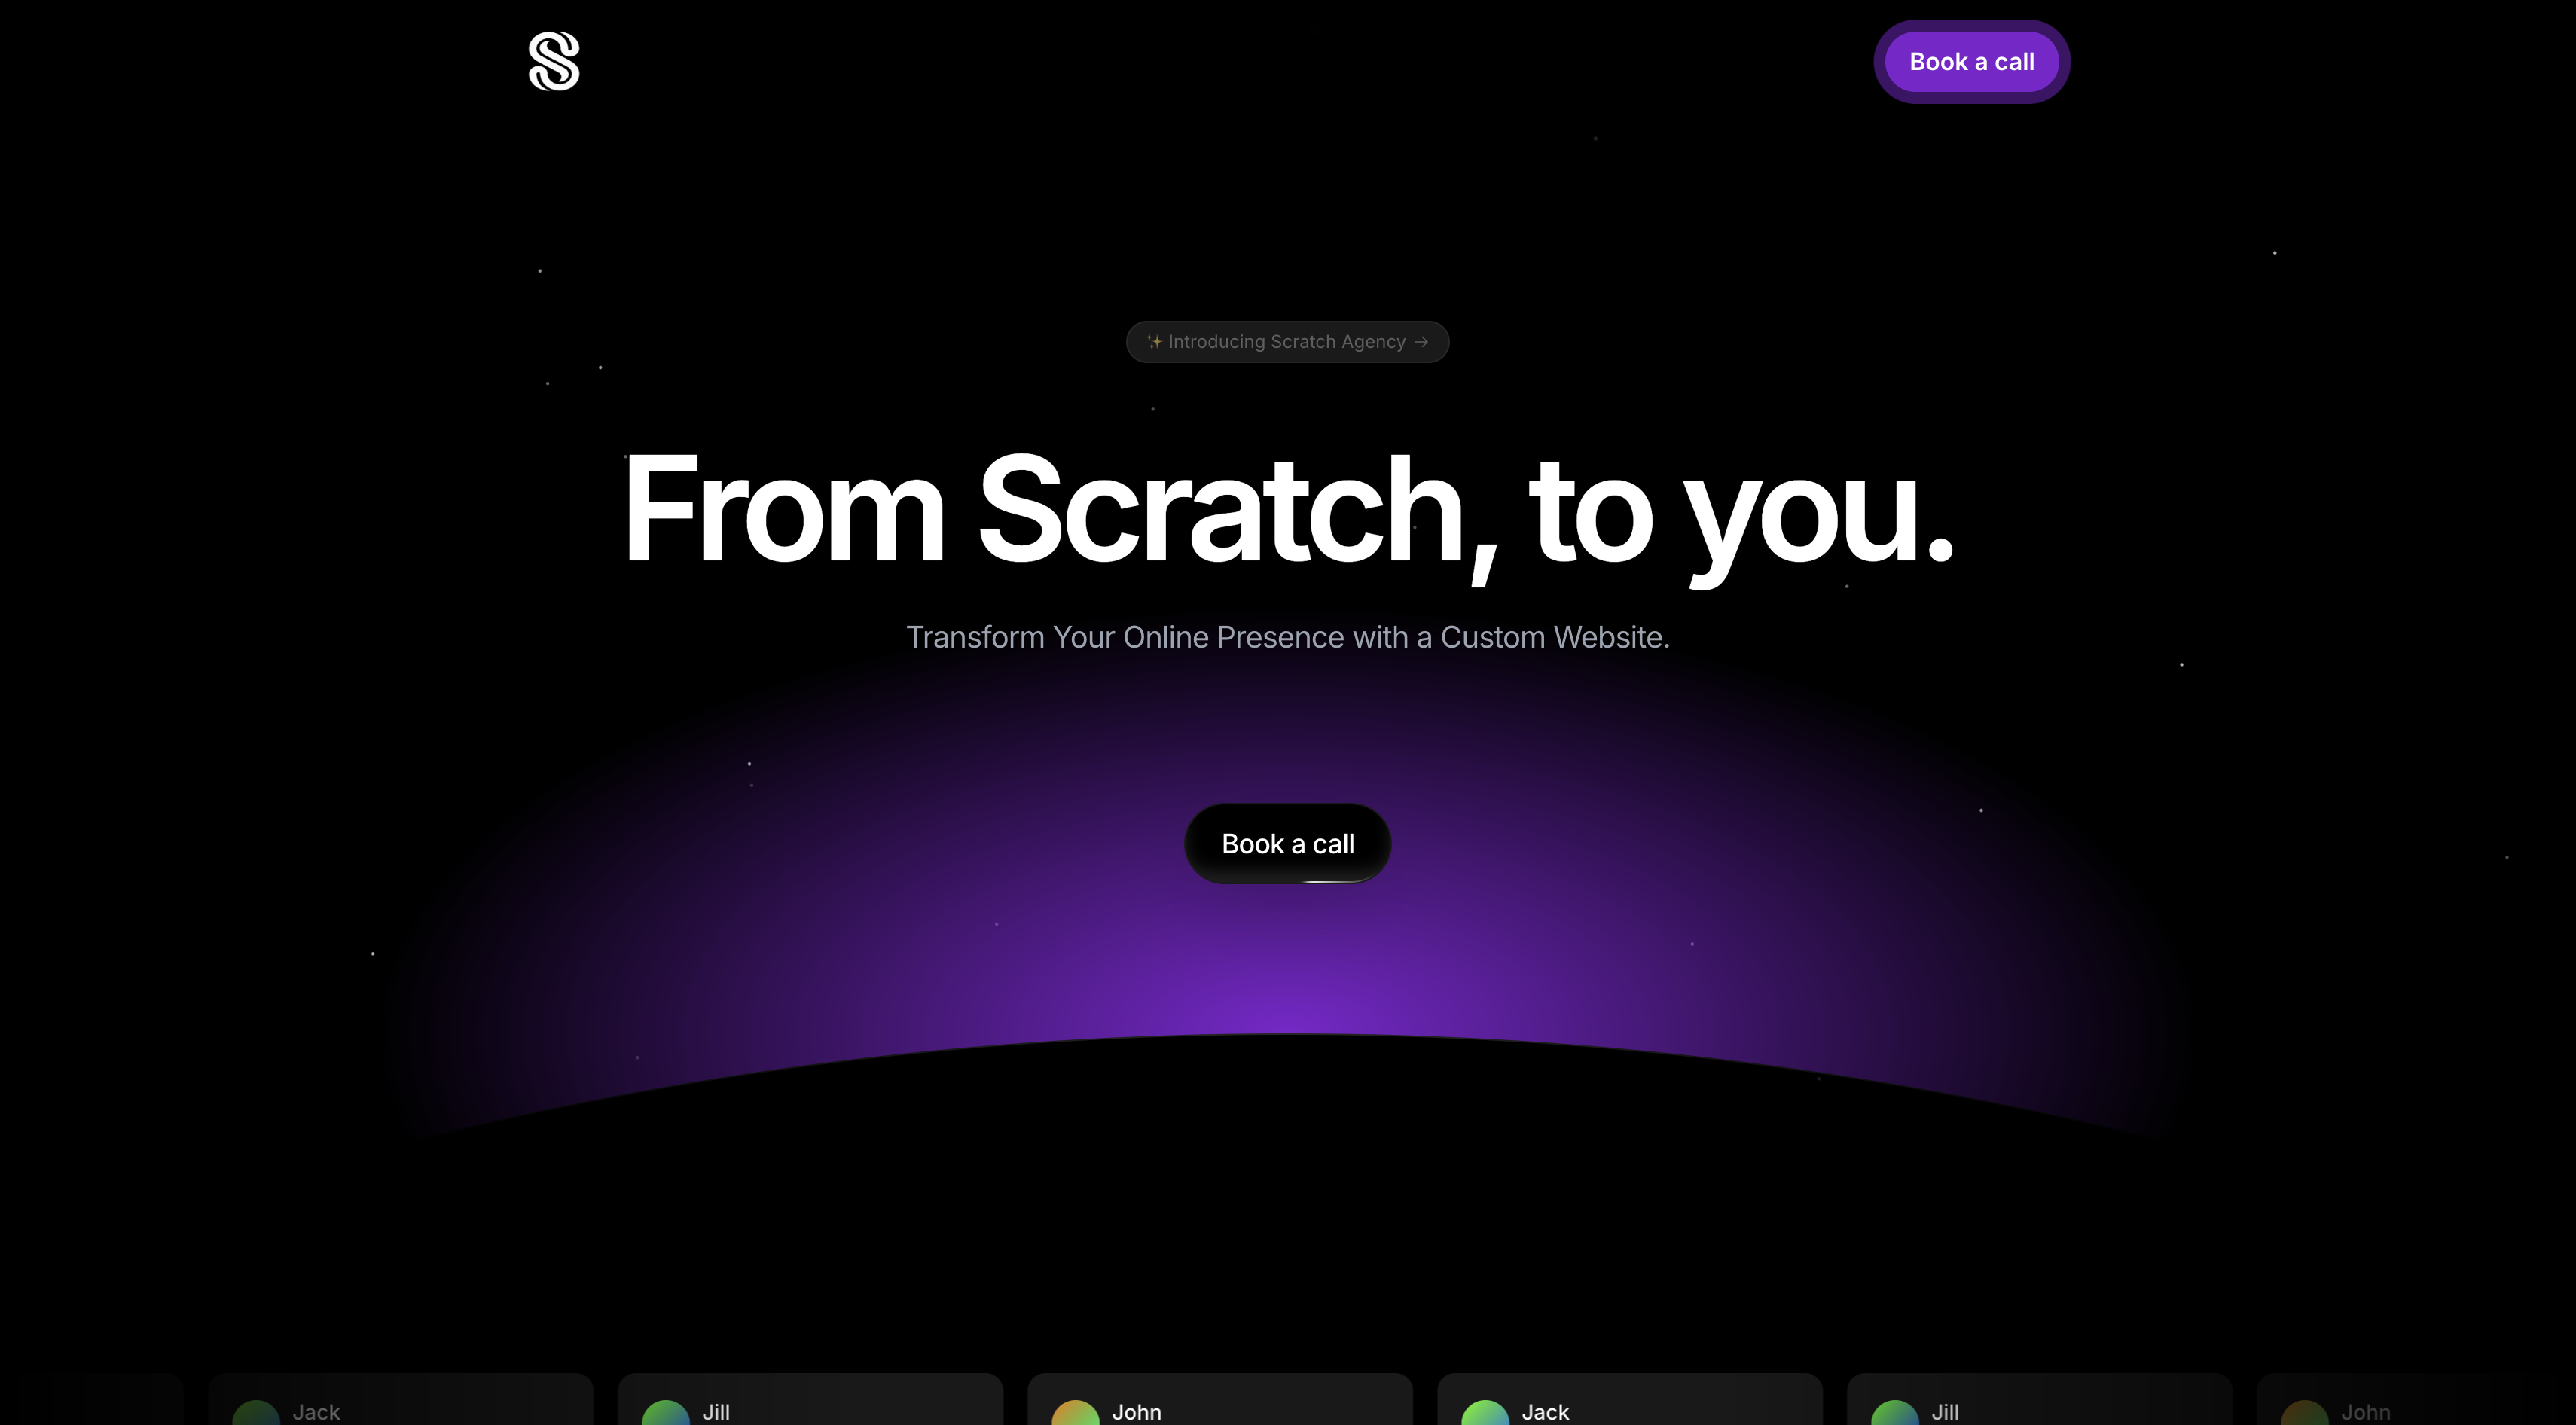 Book a call
✨ Introducing Scratch Agency →
From Scratch, to you.
Transform Your Online Presence with a Custom Website.
Book a call
Jack
Jill
John
Jack
Jill
John